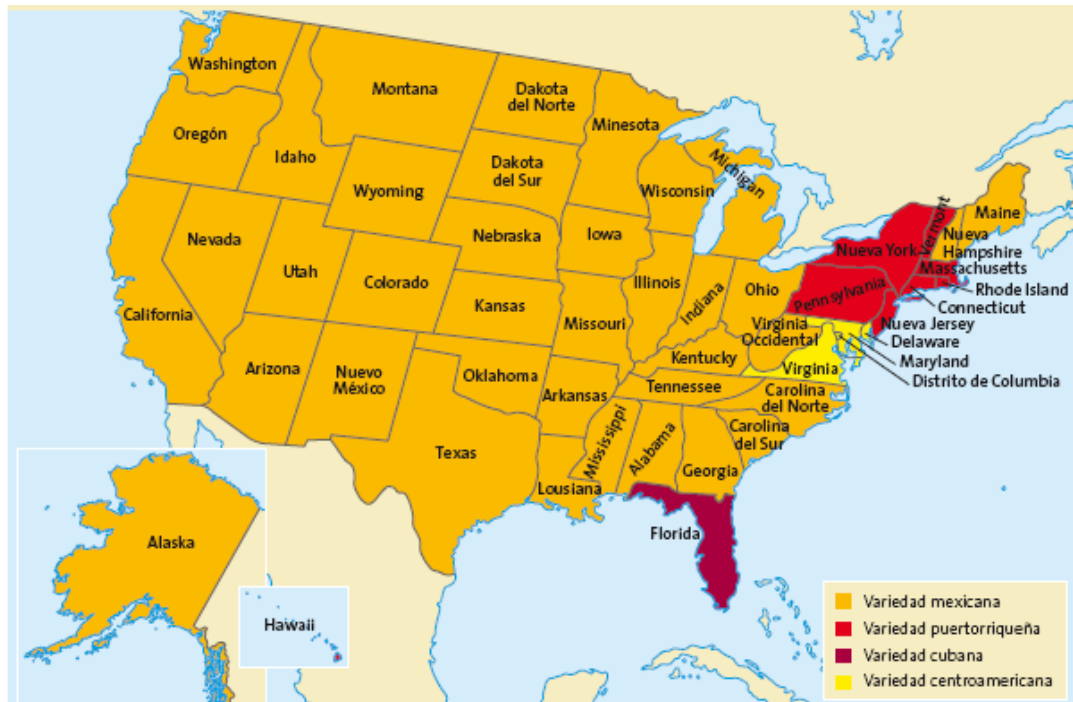 Washington
Montana
Dakota
del Norte
Minesota
Oregón
Idaho
Dakota
del Sur
Wyoming
Wisconsin
Michigan
Vermont
Maine
Nueva
Hampshire
Nueva York
Massachusetts
Rhode Island
Connecticut
Nevada
Nebraska
Iowa
Utah
Colorado
Illinois
Indiana
Ohio
Pennsylvania
Nueva Jersey
Delaware
Maryland
Distrito de Columbia
California
Kansas
Missouri
Virginia
Occidental
Virginia
Kentucky
Arizona
Nuevo
México
Oklahoma
Arkansas
Tennessee
Carolina
del Norte
Carolina
del Sur
Texas
Mississippi
Alabama
Georgia
Lousiana
Florida
Alaska
Hawaii
Variedad mexicana
Variedad puertorriqueña
Variedad cubana
Variedad centroamericana